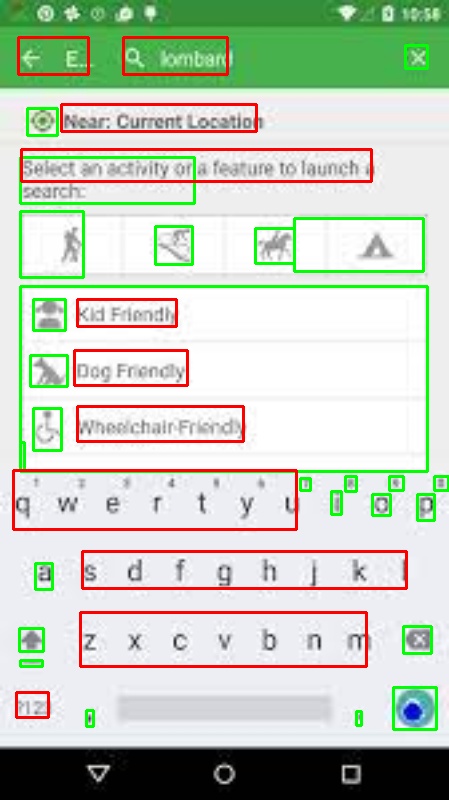 10:58
E... lombard
Near: Current Location
Select an activity or a feature to launch a
search:
Kid Friendly
Dog Friendly
Wheelchair-Friendly
1 2 3 4 5 6 7 8 9 0
q w e r t y u i o p
a s d f g h j k l
z x c v b n m
?123 , .